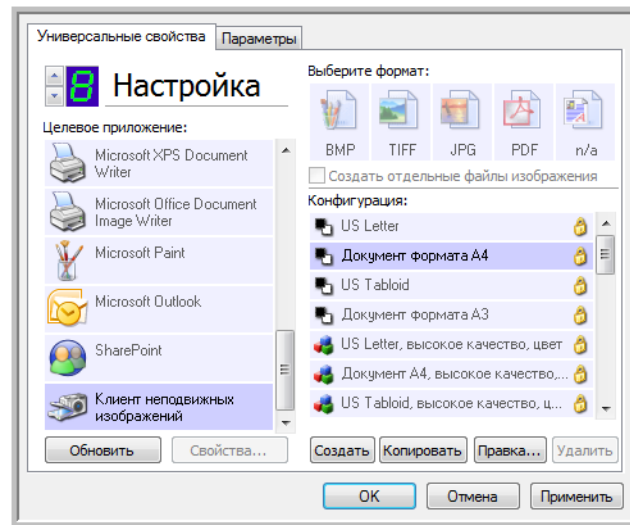 Универсальные свойства
Параметры
8
Настройка
Целевое приложение:
Microsoft XPS Document
Writer
Microsoft Office Document
Image Writer
Microsoft Paint
Microsoft Outlook
SharePoint
Клиент неподвижных
изображений
Обновить
Свойства...
Выберите формат:
BMP
TIFF
JPG
PDF
n/a
Создать отдельные файлы изображения
Конфигурация:
US Letter
Документ формата A4
US Tabloid
Документ формата A3
US Letter, высокое качество, цвет
Документ A4, высокое качество,...
US Tabloid, высокое качество, ц...
Создать
Копировать
Правка...
Удалить
OK
Отмена
Применить